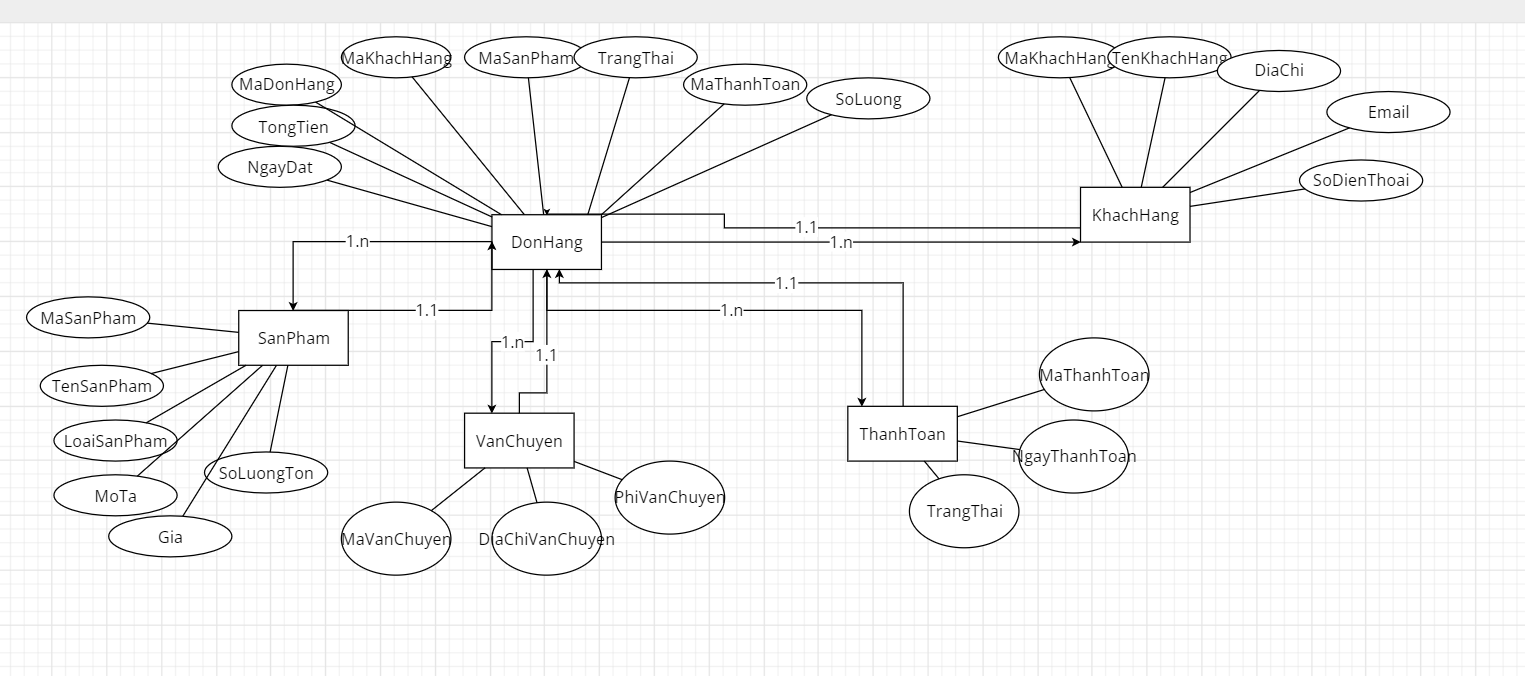 MaKhachHang
MaSanPham
TrangThai
MaKhachHang
TenKhachHang
DiaChi
MaDonHang
MaThanhToan
SoLuong
Email
TongTien
NgayDat
SoDienThoai
KhachHang
1.1
DonHang
1.n
1.n
1.1
MaSanPham
1.1
1.n
SanPham
1.n
1.1
MaThanhToan
TenSanPham
LoaiSanPham
VanChuyen
ThanhToan
NgayThanhToan
SoLuongTon
MoTa
PhiVanChuyen
TrangThai
Gia
MaVanChuyen
DiaChiVanChuyen